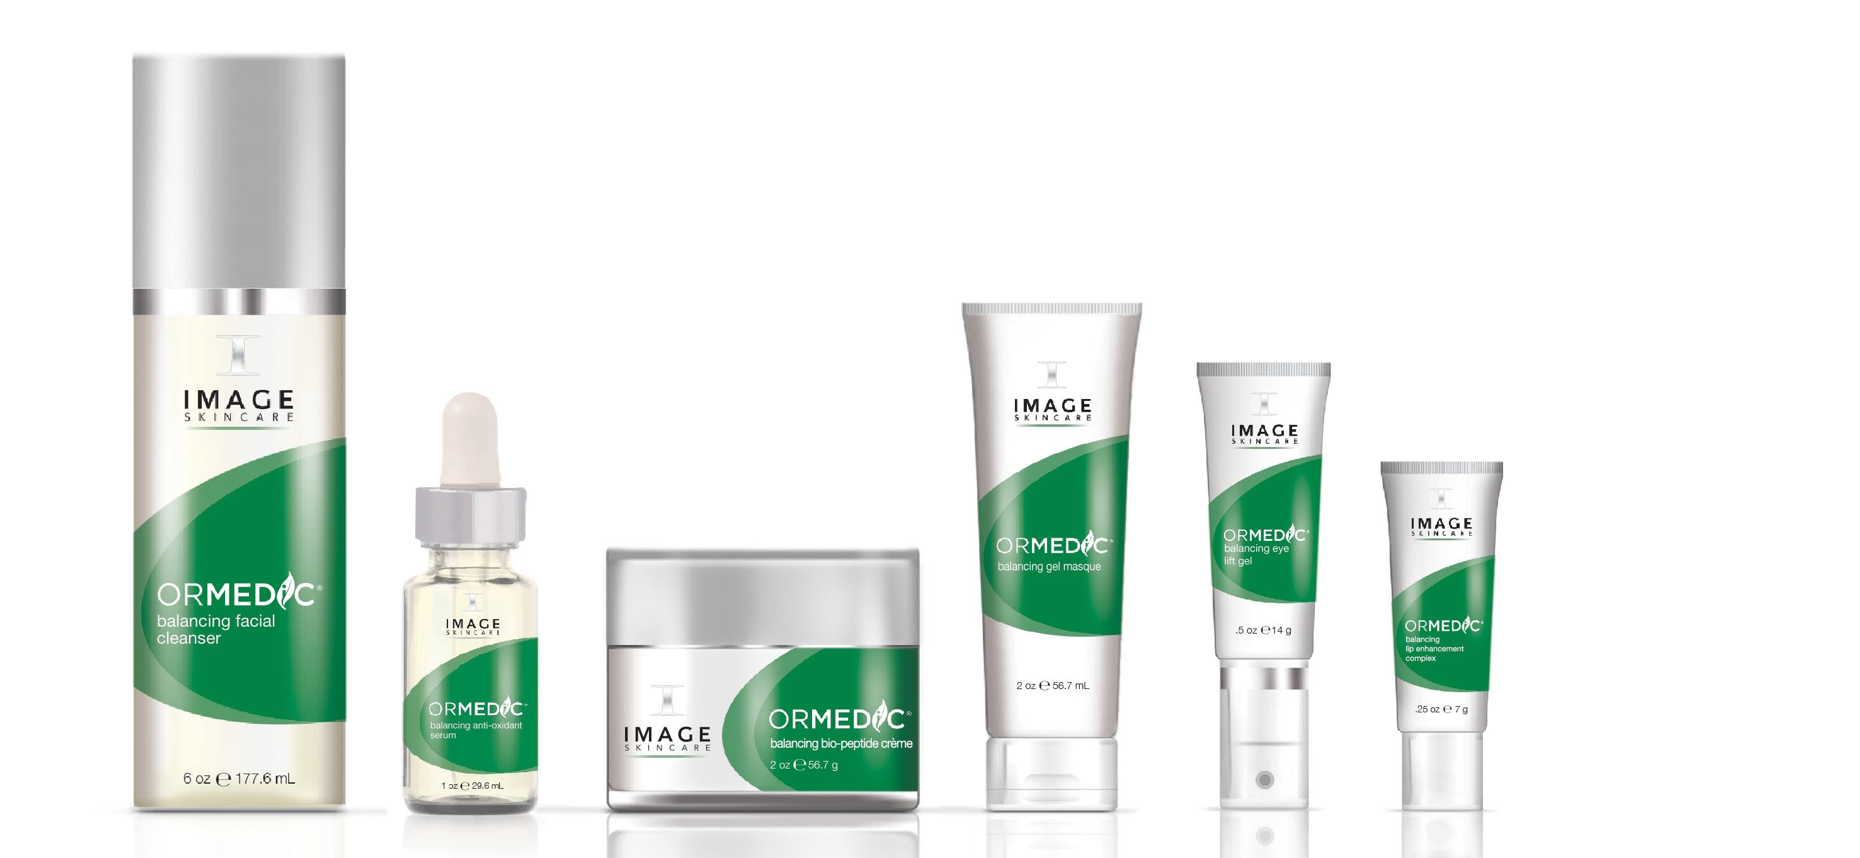 IMAGE
SKINCARE
ORMEDIC®
balancing facial
cleanser
6 oz ℮ 177.6 mL
IMAGE
SKINCARE
ORMEDIC
balancing anti-oxidant
serum
1 oz ℮ 29.6 mL
IMAGE
SKINCARE
ORMEDIC®
balancing bio-peptide crème
2 oz ℮ 56.7 g
IMAGE
SKINCARE
ORMEDIC
balancing gel masque
2 oz ℮ 56.7 mL
IMAGE
SKINCARE
ORMEDIC
balancing eye
lift gel
.5 oz ℮ 14 g
IMAGE
SKINCARE
ORMEDIC
balancing
lip enhancement
complex
.25 oz ℮ 7 g